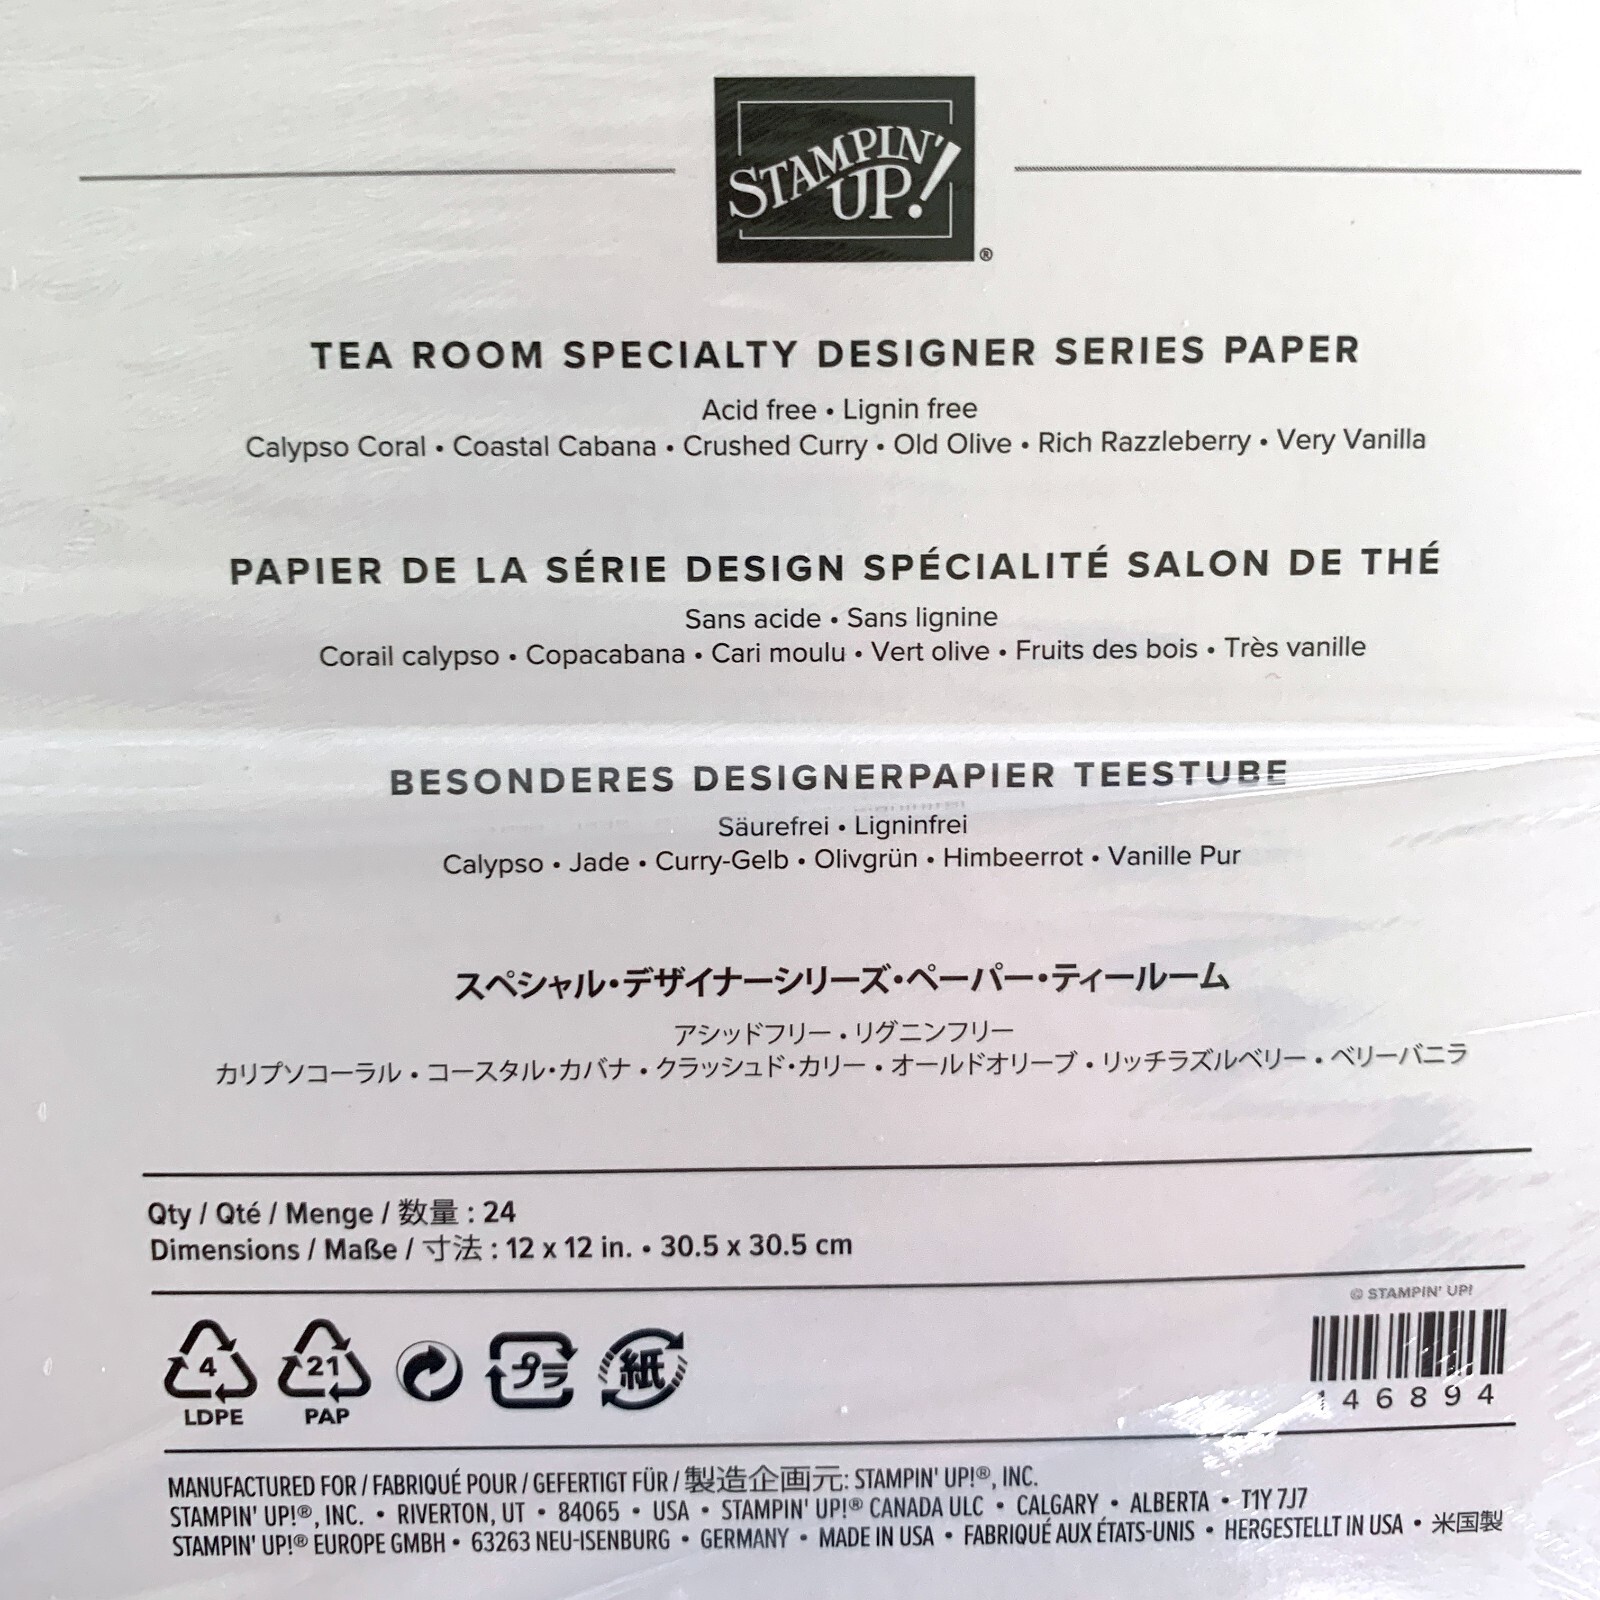 STAMPIN' UP!®
TEA ROOM SPECIALTY DESIGNER SERIES PAPER
Acid free • Lignin free
Calypso Coral • Coastal Cabana • Crushed Curry • Old Olive • Rich Razzleberry • Very Vanilla
PAPIER DE LA SÉRIE DESIGN SPÉCIALITÉ SALON DE THÉ
Sans acide • Sans lignine
Corail calypso • Copacabana • Cari moulu • Vert olive • Fruits des bois • Très vanille
BESONDERES DESIGNERPAPIER TEESTUBE
Säurefrei • Ligninfrei
Calypso • Jade • Curry-Gelb • Olivgrün • Himbeerrot • Vanille Pur
スペシャル・デザイナーシリーズ・ペーパー・ティールーム
アシッドフリー • リグニンフリー
カリプソコーラル • コースタル・カバナ • クラッシュド・カリー • オールドオリーブ • リッチラズルベリー • ベリーバニラ
Qty / Qté / Menge / 数量 : 24
Dimensions / Maße / 寸法 : 12 x 12 in. • 30.5 x 30.5 cm
© STAMPIN' UP!
146894
4 21 プラ 紙
LDPE PAP
MANUFACTURED FOR / FABRIQUÉ POUR / GEFERTIGT FÜR / 製造企画元: STAMPIN' UP!®, INC.
STAMPIN' UP!®, INC. • RIVERTON, UT • 84065 • USA • STAMPIN' UP!® CANADA ULC • CALGARY • ALBERTA • T1Y 7J7
STAMPIN' UP!® EUROPE GMBH • 63263 NEU-ISENBURG • GERMANY • MADE IN USA • FABRIQUÉ AUX ÉTATS-UNIS • HERGESTELLT IN USA • 米国製